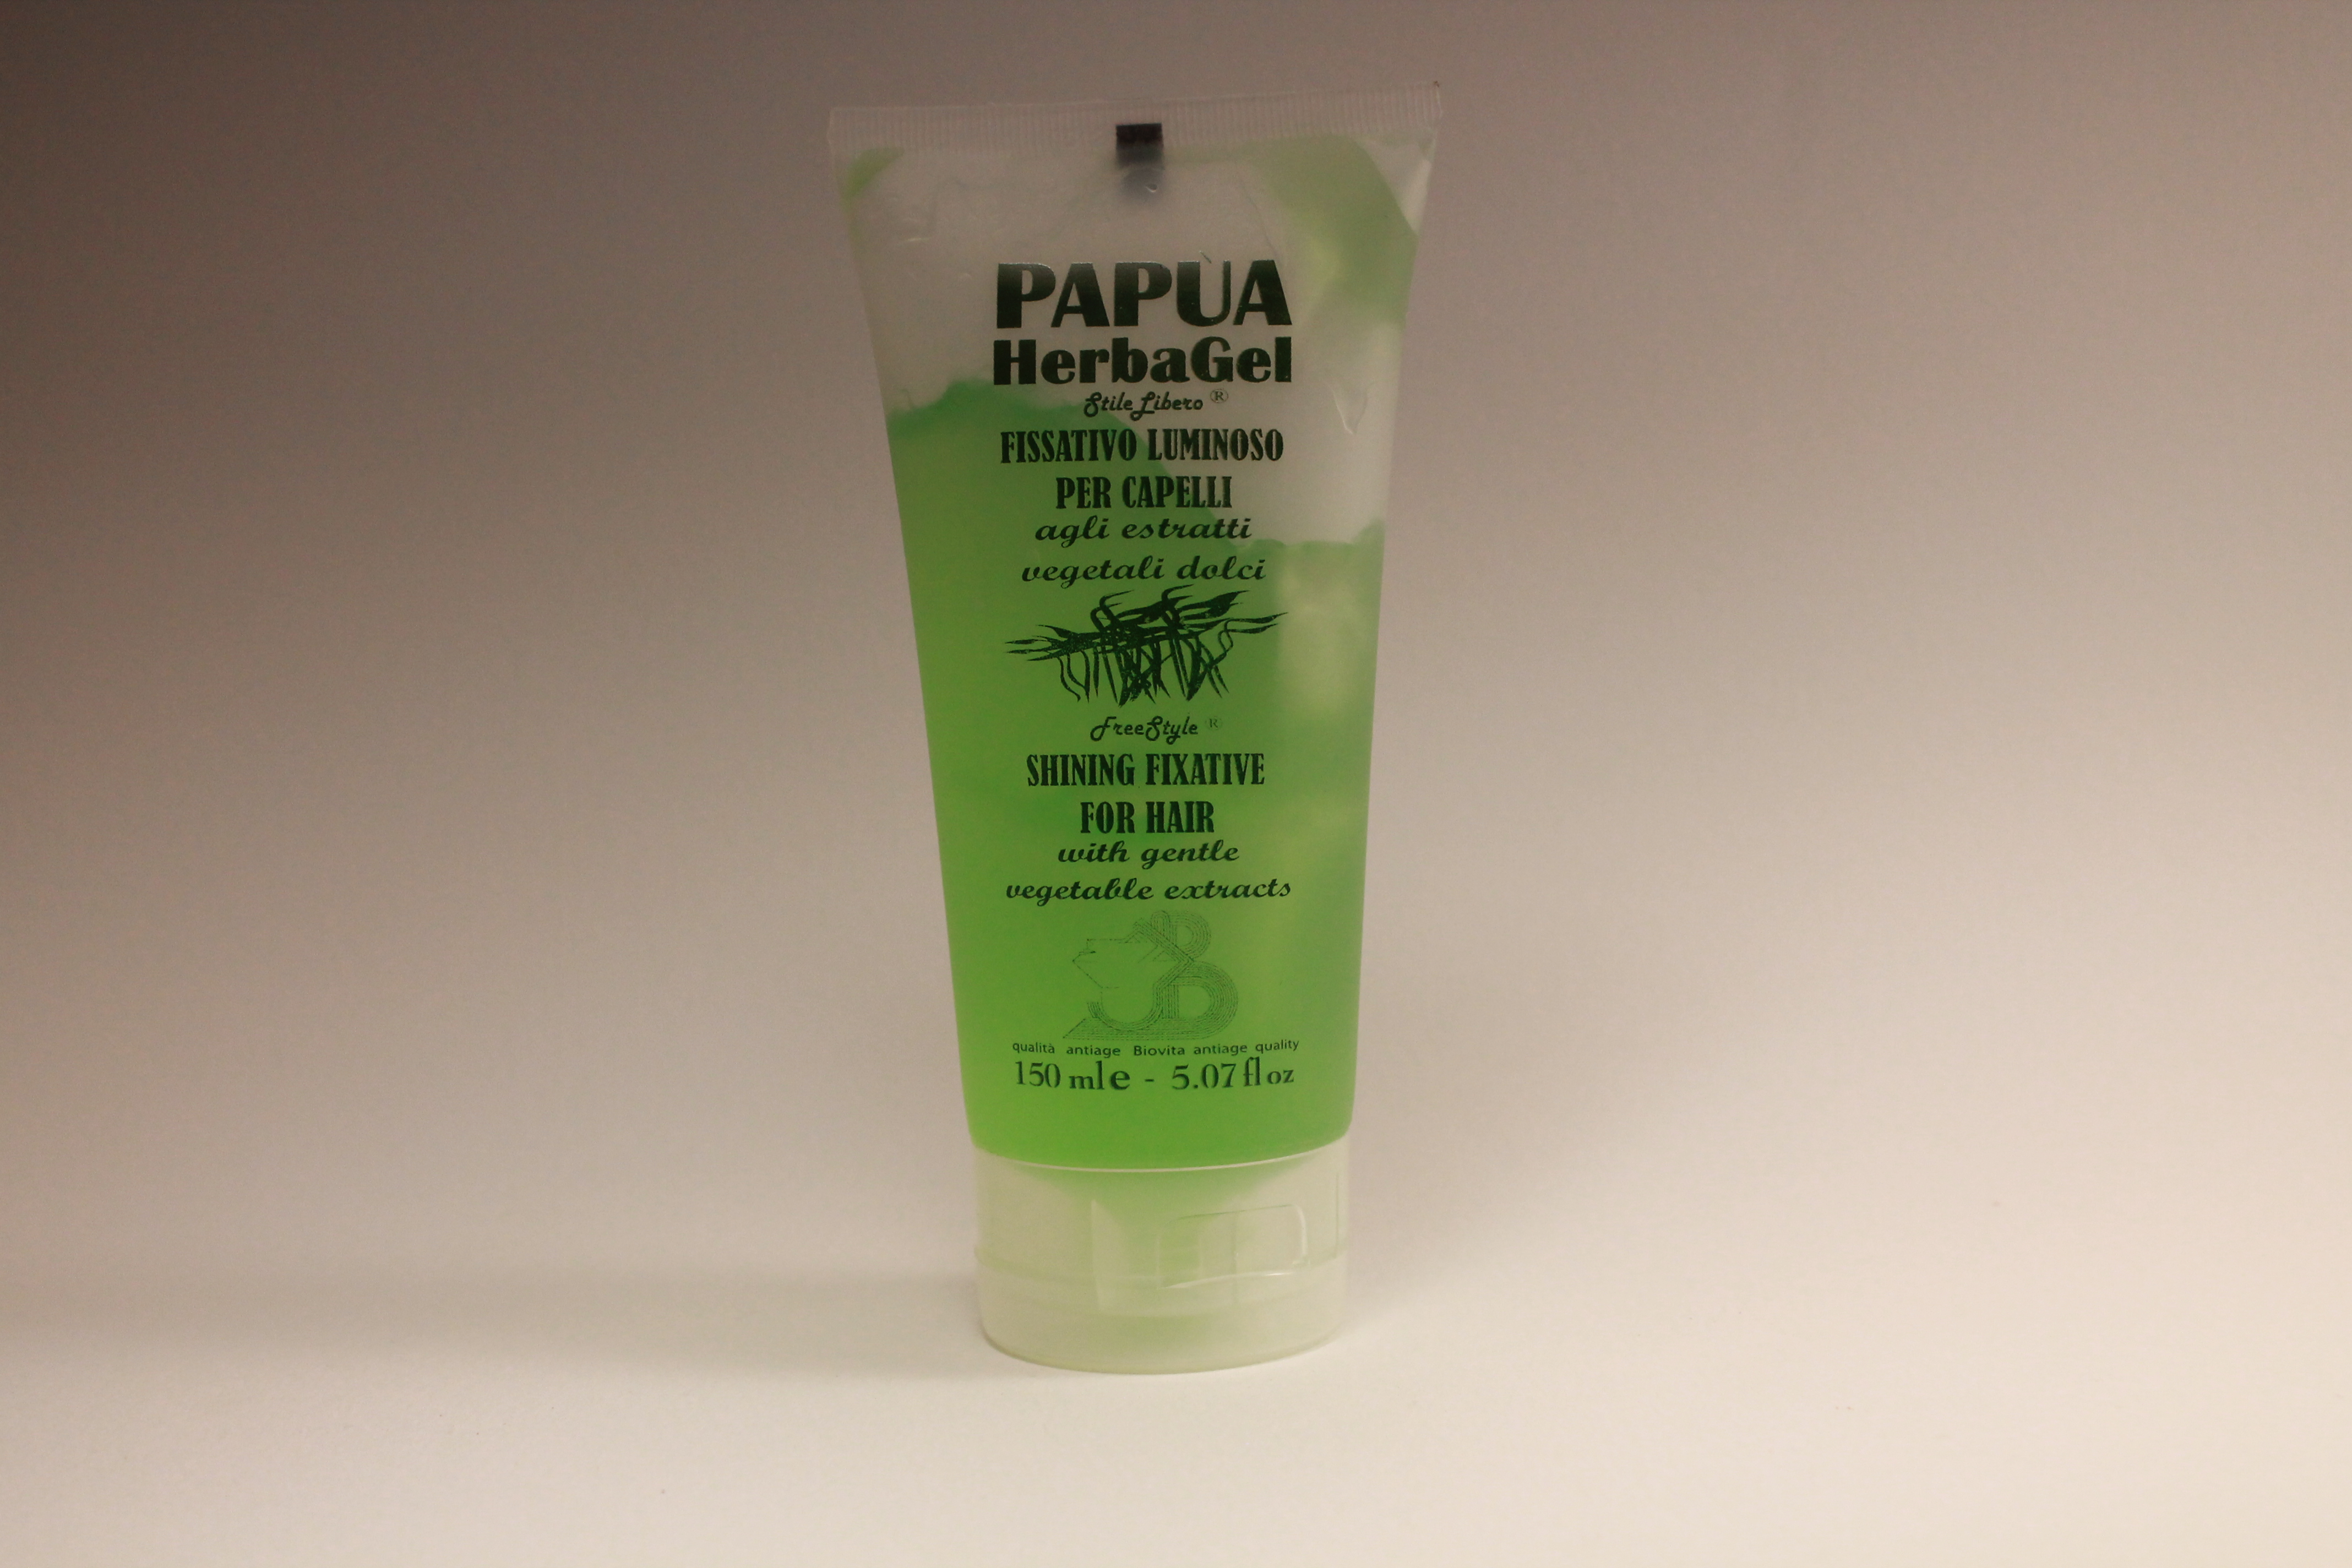 PAPÙA
HerbaGel
Stile Libero ®
FISSATIVO LUMINOSO
PER CAPELLI
agli estratti
vegetali dolci
FreeStyle ®
SHINING FIXATIVE
FOR HAIR
with gentle
vegetable extracts
qualità antiage Biovita antiage quality
150 ml e - 5.07 fl oz